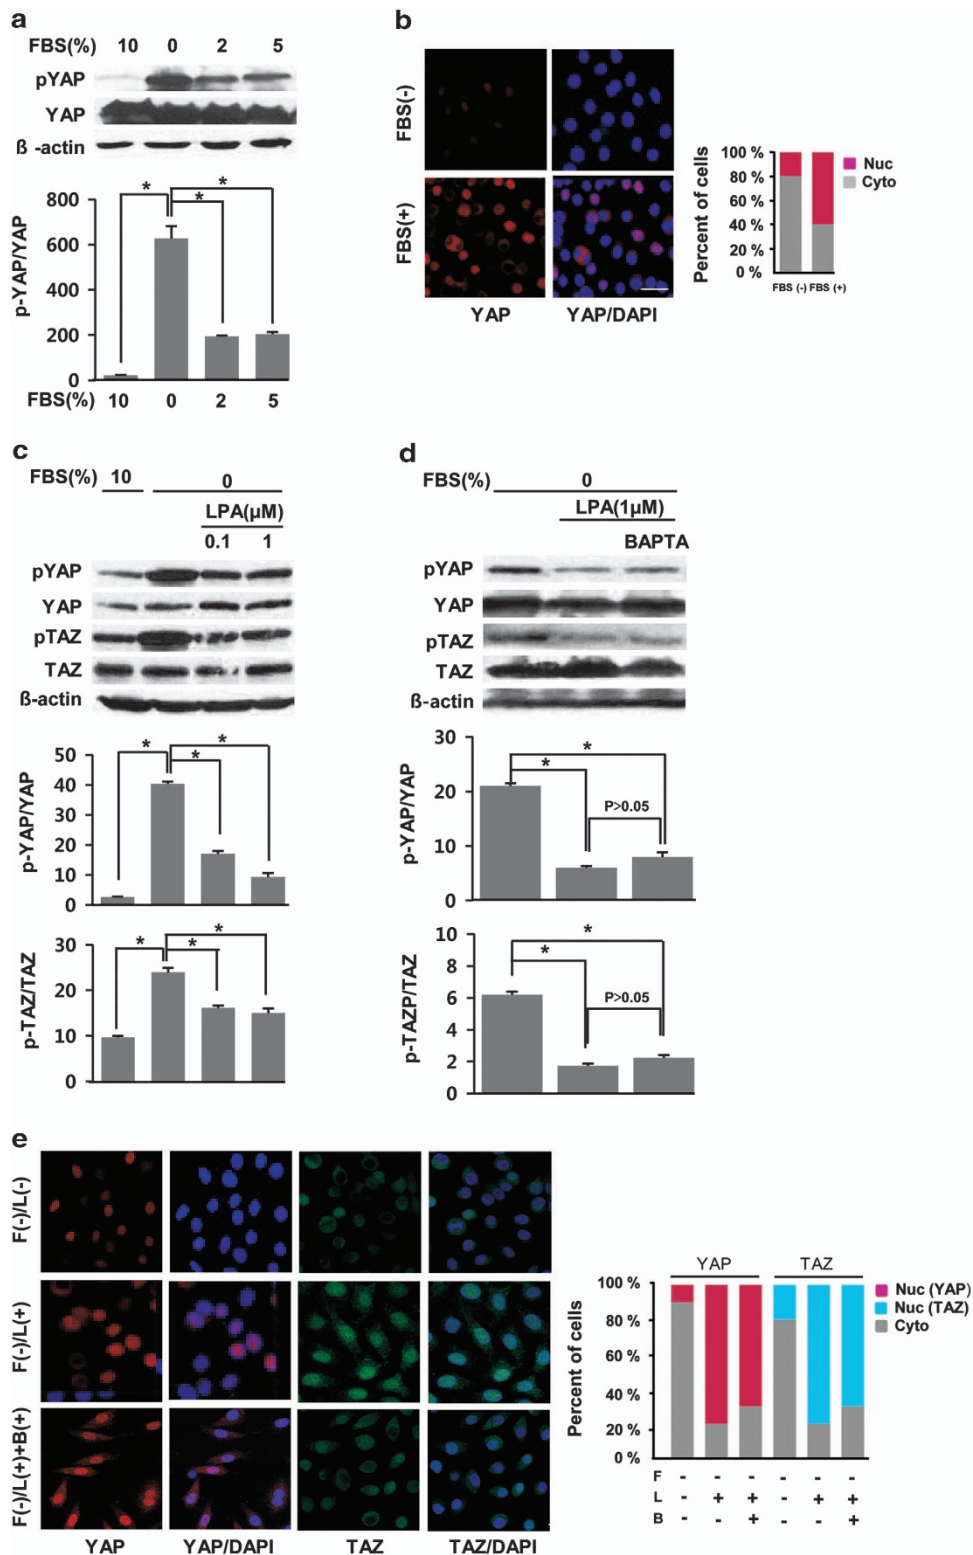 a
FBS(%) 10 0 2 5
pYAP
YAP
ß -actin
* * *
p-YAP/YAP
800
600
400
200
0
FBS(%) 10 0 2 5
b
FBS(-)
FBS(+)
YAP YAP/DAPI
Percent of cells
100 %
80 %
60 %
40 %
20 %
0 %
FBS (-) FBS (+)
Nuc
Cyto
c
FBS(%) 10 0
LPA(µM)
0.1 1
pYAP
YAP
pTAZ
TAZ
ß-actin
* * *
p-YAP/YAP
50
40
30
20
10
0
* * *
p-TAZ/TAZ
30
20
10
0
d
FBS(%) 0
LPA(1µM)
BAPTA
pYAP
YAP
pTAZ
TAZ
ß-actin
* *
P>0.05
p-YAP/YAP
30
20
10
0
* *
P>0.05
p-TAZP/TAZ
10
8
6
4
2
0
e
F(-)/L(-)
F(-)/L(+)
F(-)/L(+)+B(+)
YAP YAP/DAPI TAZ TAZ/DAPI
YAP TAZ
Percent of cells
100 %
80 %
60 %
40 %
20 %
0 %
Nuc (YAP)
Nuc (TAZ)
Cyto
F - - - - - -
L - + + - + +
B - + - +